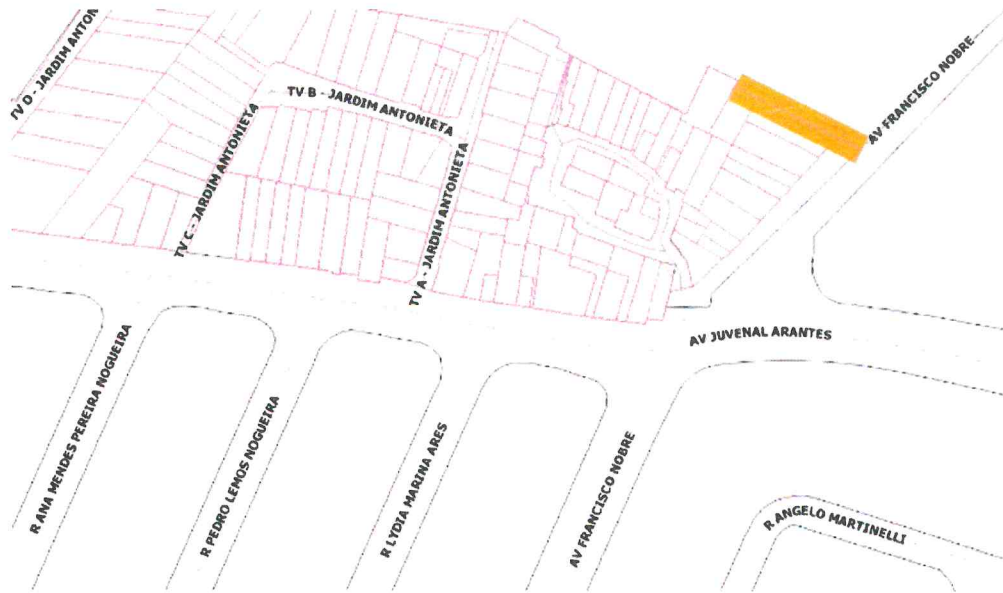 TV D - JARDIM ANTON
TV B - JARDIM ANTONIETA
AV FRANCISCO NOBRE
TV C - JARDIM ANTONIETA
TV A - JARDIM ANTONIETA
AV JUVENAL ARANTES
R ANA MENDES PEREIRA NOGUEIRA
R PEDRO LEMOS NOGUEIRA
R LYDIA MARINA ARES
AV FRANCISCO NOBRE
R ANGELO MARTINELLI